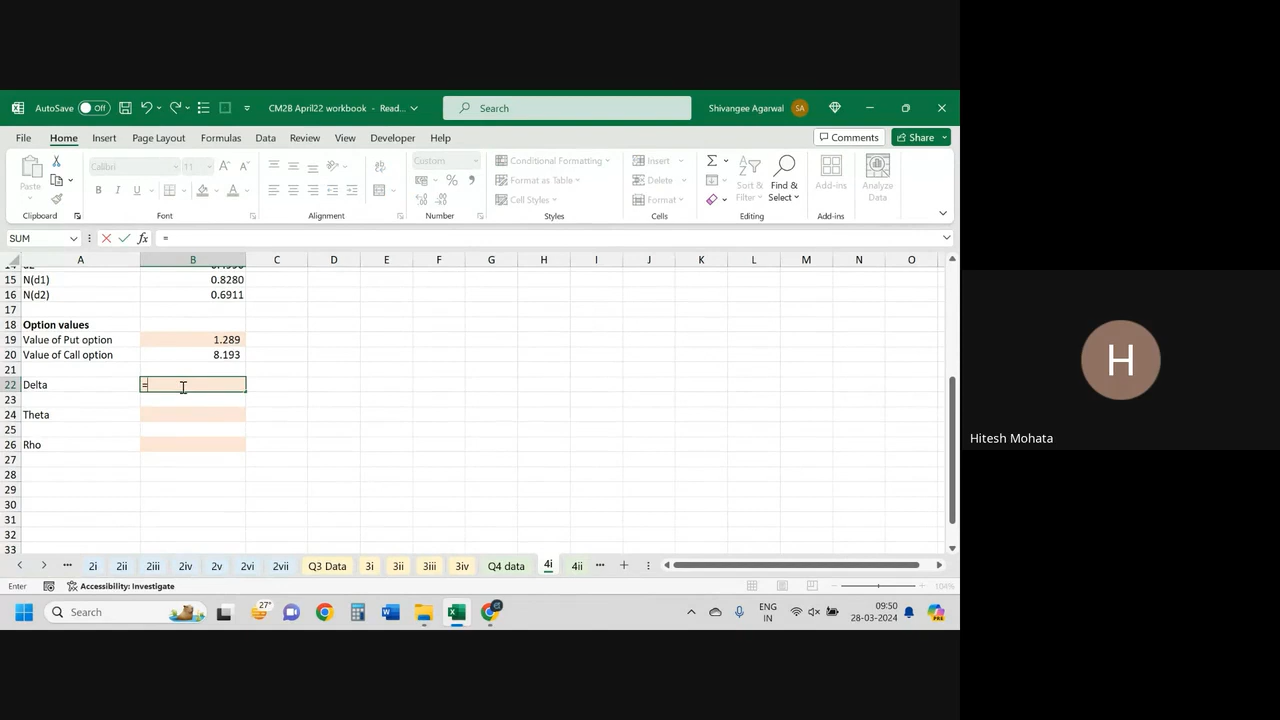 AutoSave Off CM2B April22 workbook - Read... Search Shivangee Agarwal SA
File Home Insert Page Layout Formulas Data Review View Developer Help Comments Share
Paste Calibri 11 Custom Conditional Formatting Insert
B I U Format as Table Delete Sort & Filter Find & Select Add-ins Analyze Data
Cell Styles Format
Clipboard Font Alignment Number Styles Cells Editing Add-ins
SUM fx =
A B C D E F G H I J K L M N O
15 N(d1) 0.8280
16 N(d2) 0.6911
17
18 Option values
19 Value of Put option 1.289
20 Value of Call option 8.193
21
22 Delta =
23
24 Theta
25
26 Rho
27
28
29
30
31
32
33
... 2i 2ii 2iii 2iv 2v 2vi 2vii Q3 Data 3i 3ii 3iii 3iv Q4 data 4i 4ii ...
Enter Accessibility: Investigate 104%
Search 27° ENG IN 09:50 28-03-2024
H
Hitesh Mohata